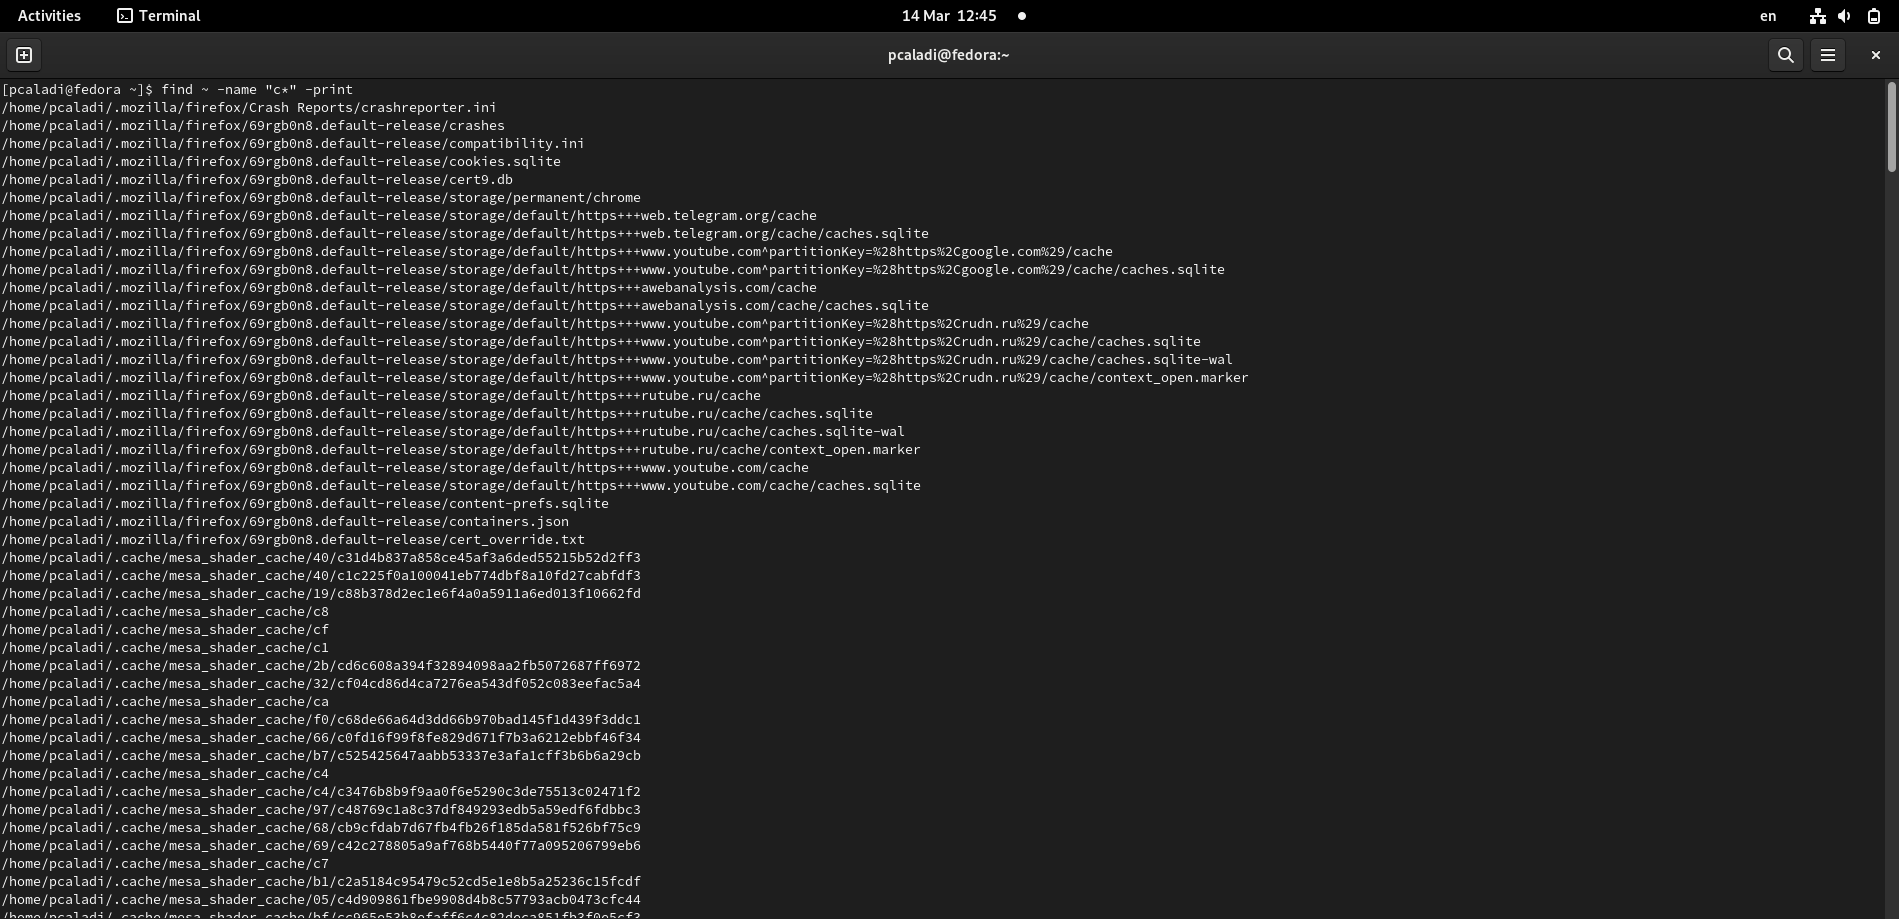 Activities Terminal 14 Mar 12:45 en
pcaladi@fedora:~
[pcaladi@fedora ~]$ find ~ -name "c*" -print
/home/pcaladi/.mozilla/firefox/Crash Reports/crashreporter.ini
/home/pcaladi/.mozilla/firefox/69rgb0n8.default-release/crashes
/home/pcaladi/.mozilla/firefox/69rgb0n8.default-release/compatibility.ini
/home/pcaladi/.mozilla/firefox/69rgb0n8.default-release/cookies.sqlite
/home/pcaladi/.mozilla/firefox/69rgb0n8.default-release/cert9.db
/home/pcaladi/.mozilla/firefox/69rgb0n8.default-release/storage/permanent/chrome
/home/pcaladi/.mozilla/firefox/69rgb0n8.default-release/storage/default/https+++web.telegram.org/cache
/home/pcaladi/.mozilla/firefox/69rgb0n8.default-release/storage/default/https+++web.telegram.org/cache/caches.sqlite
/home/pcaladi/.mozilla/firefox/69rgb0n8.default-release/storage/default/https+++www.youtube.com^partitionKey=%28https%2Cgoogle.com%29/cache
/home/pcaladi/.mozilla/firefox/69rgb0n8.default-release/storage/default/https+++www.youtube.com^partitionKey=%28https%2Cgoogle.com%29/cache/caches.sqlite
/home/pcaladi/.mozilla/firefox/69rgb0n8.default-release/storage/default/https+++awebanalysis.com/cache
/home/pcaladi/.mozilla/firefox/69rgb0n8.default-release/storage/default/https+++awebanalysis.com/cache/caches.sqlite
/home/pcaladi/.mozilla/firefox/69rgb0n8.default-release/storage/default/https+++www.youtube.com^partitionKey=%28https%2Crudn.ru%29/cache
/home/pcaladi/.mozilla/firefox/69rgb0n8.default-release/storage/default/https+++www.youtube.com^partitionKey=%28https%2Crudn.ru%29/cache/caches.sqlite
/home/pcaladi/.mozilla/firefox/69rgb0n8.default-release/storage/default/https+++www.youtube.com^partitionKey=%28https%2Crudn.ru%29/cache/caches.sqlite-wal
/home/pcaladi/.mozilla/firefox/69rgb0n8.default-release/storage/default/https+++www.youtube.com^partitionKey=%28https%2Crudn.ru%29/cache/context_open.marker
/home/pcaladi/.mozilla/firefox/69rgb0n8.default-release/storage/default/https+++rutube.ru/cache
/home/pcaladi/.mozilla/firefox/69rgb0n8.default-release/storage/default/https+++rutube.ru/cache/caches.sqlite
/home/pcaladi/.mozilla/firefox/69rgb0n8.default-release/storage/default/https+++rutube.ru/cache/caches.sqlite-wal
/home/pcaladi/.mozilla/firefox/69rgb0n8.default-release/storage/default/https+++rutube.ru/cache/context_open.marker
/home/pcaladi/.mozilla/firefox/69rgb0n8.default-release/storage/default/https+++www.youtube.com/cache
/home/pcaladi/.mozilla/firefox/69rgb0n8.default-release/storage/default/https+++www.youtube.com/cache/caches.sqlite
/home/pcaladi/.mozilla/firefox/69rgb0n8.default-release/content-prefs.sqlite
/home/pcaladi/.mozilla/firefox/69rgb0n8.default-release/containers.json
/home/pcaladi/.mozilla/firefox/69rgb0n8.default-release/cert_override.txt
/home/pcaladi/.cache/mesa_shader_cache/40/c31d4b837a858ce45af3a6ded55215b52d2ff3
/home/pcaladi/.cache/mesa_shader_cache/40/c1c225f0a100041eb774dbf8a10fd27cabfdf3
/home/pcaladi/.cache/mesa_shader_cache/19/c88b378d2ec1e6f4a0a5911a6ed013f10662fd
/home/pcaladi/.cache/mesa_shader_cache/c8
/home/pcaladi/.cache/mesa_shader_cache/cf
/home/pcaladi/.cache/mesa_shader_cache/c1
/home/pcaladi/.cache/mesa_shader_cache/2b/cd6c608a394f32894098aa2fb5072687ff6972
/home/pcaladi/.cache/mesa_shader_cache/32/cf04cd86d4ca7276ea543df052c083eefac5a4
/home/pcaladi/.cache/mesa_shader_cache/ca
/home/pcaladi/.cache/mesa_shader_cache/f0/c68de66a64d3dd66b970bad145f1d439f3ddc1
/home/pcaladi/.cache/mesa_shader_cache/66/c0fd16f99f8fe829d671f7b3a6212ebbf46f34
/home/pcaladi/.cache/mesa_shader_cache/b7/c525425647aabb53337e3afa1cff3b6b6a29cb
/home/pcaladi/.cache/mesa_shader_cache/c4
/home/pcaladi/.cache/mesa_shader_cache/c4/c3476b8b9f9aa0f6e5290c3de75513c02471f2
/home/pcaladi/.cache/mesa_shader_cache/97/c48769c1a8c37df849293edb5a59edf6fdbbc3
/home/pcaladi/.cache/mesa_shader_cache/68/cb9cfdab7d67fb4fb26f185da581f526bf75c9
/home/pcaladi/.cache/mesa_shader_cache/69/c42c278805a9af768b5440f77a095206799eb6
/home/pcaladi/.cache/mesa_shader_cache/c7
/home/pcaladi/.cache/mesa_shader_cache/b1/c2a5184c95479c52cd5e1e8b5a25236c15fcdf
/home/pcaladi/.cache/mesa_shader_cache/05/c4d909861fbe9908d4b8c57793acb0473cfc44